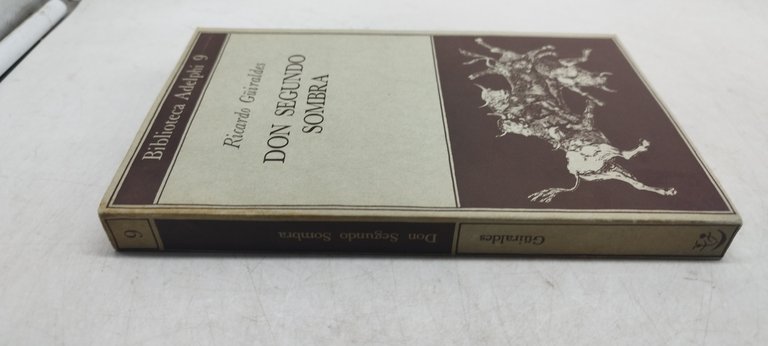 Biblioteca Adelphi 9
Ricardo Güiraldes
DON SEGUNDO
SOMBRA
9
Don Segundo Sombra
Güiraldes